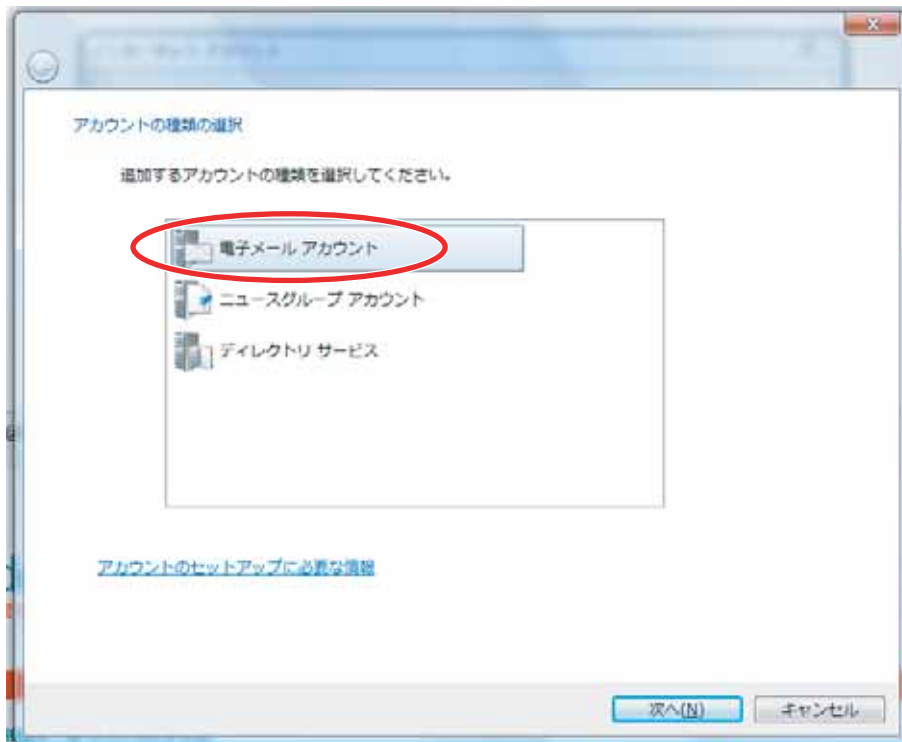 アカウントの種類の選択
追加するアカウントの種類を選択してください。
電子メール アカウント
ニュースグループ アカウント
ディレクトリ サービス
アカウントのセットアップに必要な情報
次へ(N)
キャンセル